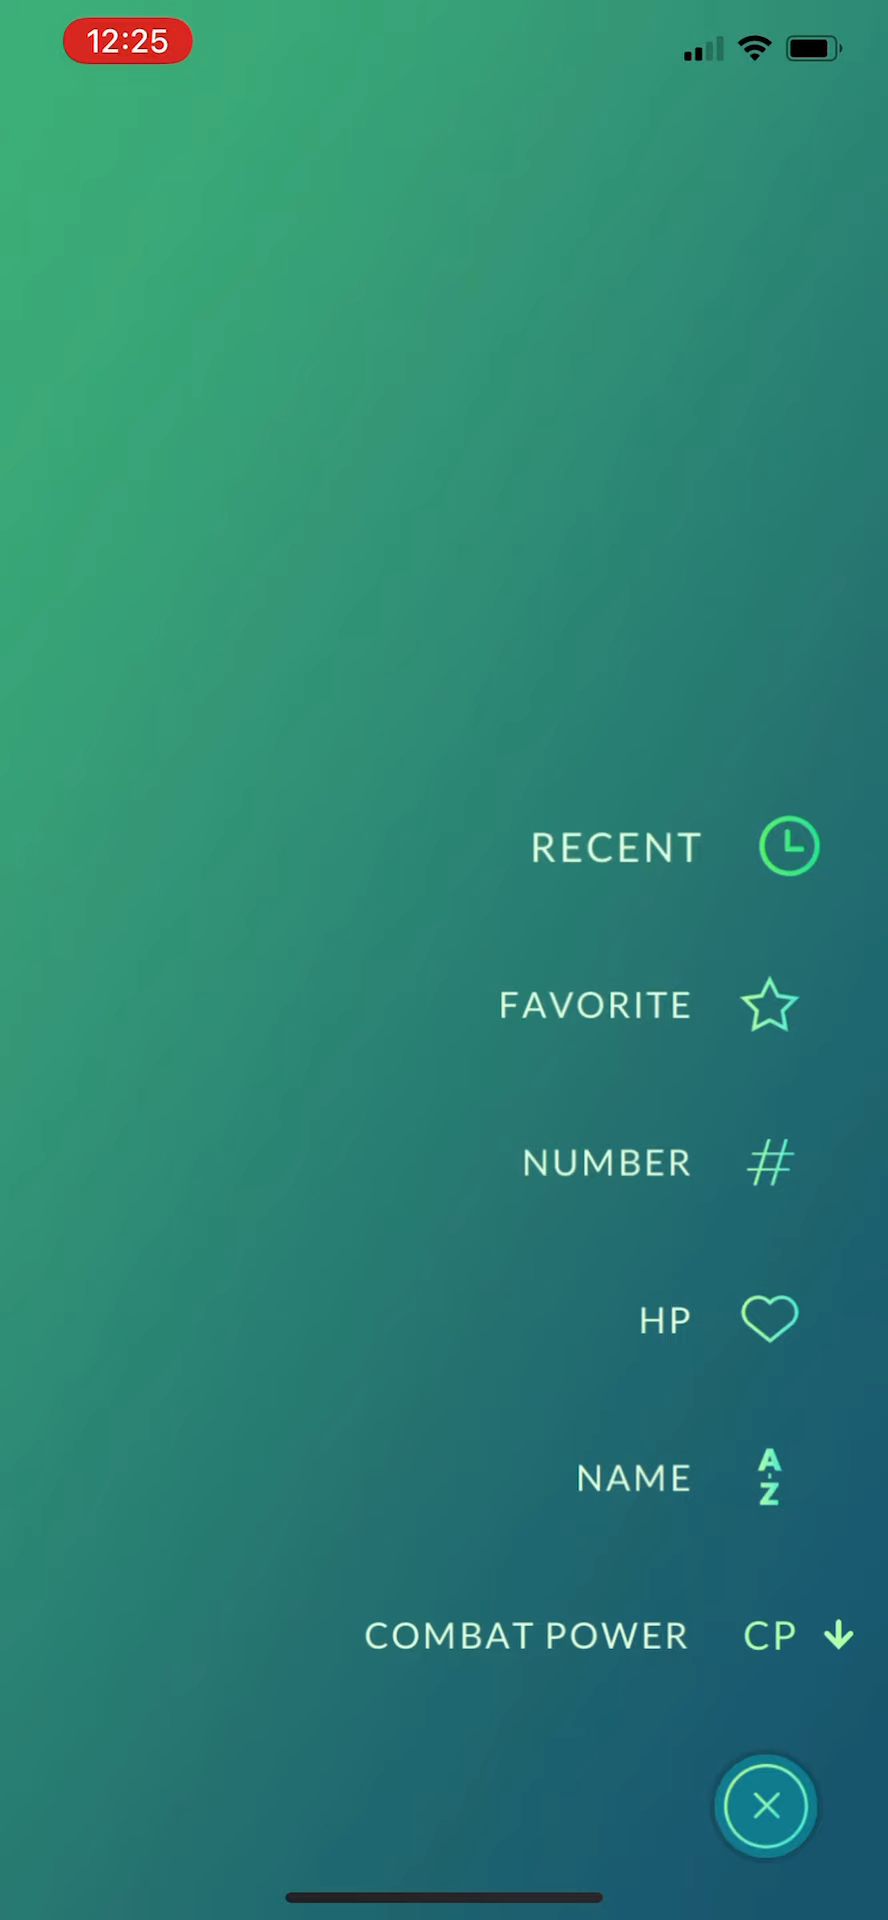 12:25
RECENT
FAVORITE
NUMBER #
HP
NAME A-Z
COMBAT POWER CP